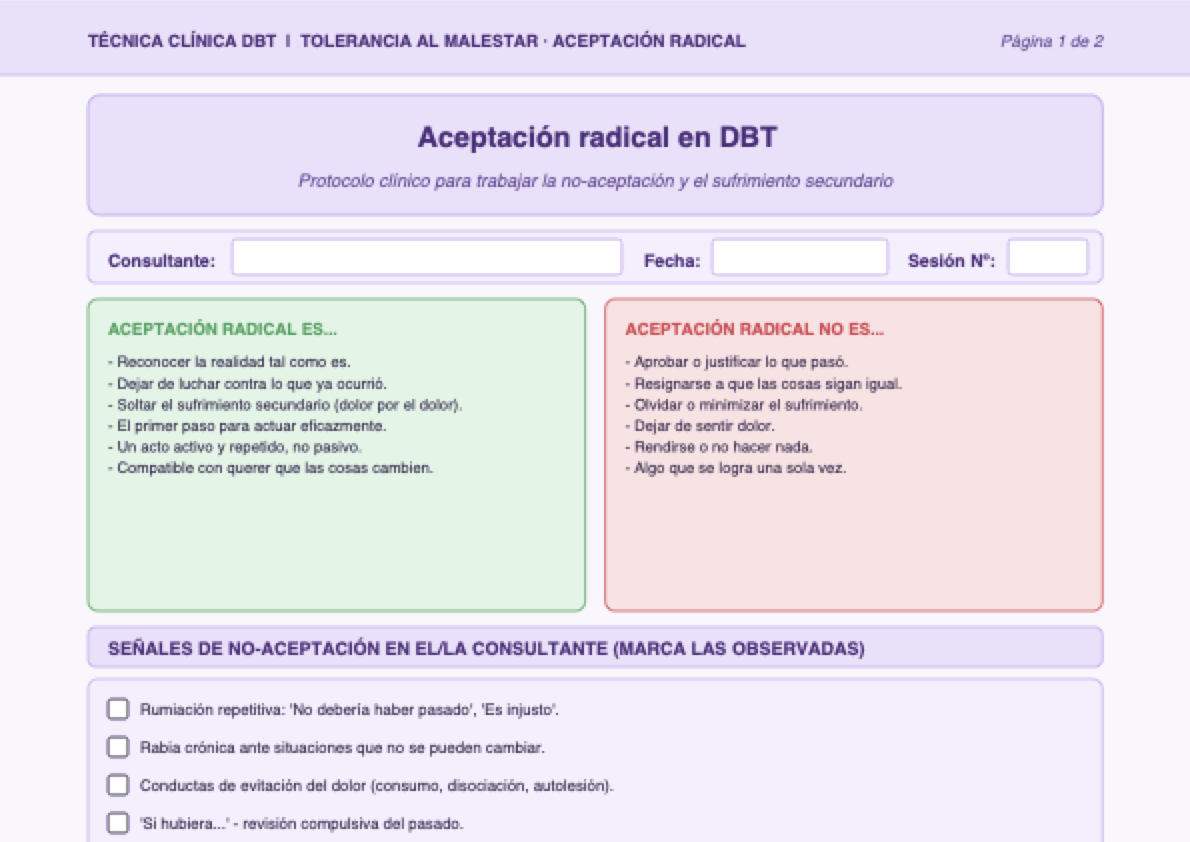 TÉCNICA CLÍNICA DBT | TOLERANCIA AL MALESTAR · ACEPTACIÓN RADICAL
Página 1 de 2
Aceptación radical en DBT
Protocolo clínico para trabajar la no-aceptación y el sufrimiento secundario
Consultante:
Fecha:
Sesión Nº:
ACEPTACIÓN RADICAL ES...
- Reconocer la realidad tal como es.
- Dejar de luchar contra lo que ya ocurrió.
- Soltar el sufrimiento secundario (dolor por el dolor).
- El primer paso para actuar eficazmente.
- Un acto activo y repetido, no pasivo.
- Compatible con querer que las cosas cambien.
ACEPTACIÓN RADICAL NO ES...
- Aprobar o justificar lo que pasó.
- Resignarse a que las cosas sigan igual.
- Olvidar o minimizar el sufrimiento.
- Dejar de sentir dolor.
- Rendirse o no hacer nada.
- Algo que se logra una sola vez.
SEÑALES DE NO-ACEPTACIÓN EN EL/LA CONSULTANTE (MARCA LAS OBSERVADAS)
Rumiación repetitiva: 'No debería haber pasado', 'Es injusto'.
Rabia crónica ante situaciones que no se pueden cambiar.
Conductas de evitación del dolor (consumo, disociación, autolesión).
'Si hubiera...' - revisión compulsiva del pasado.